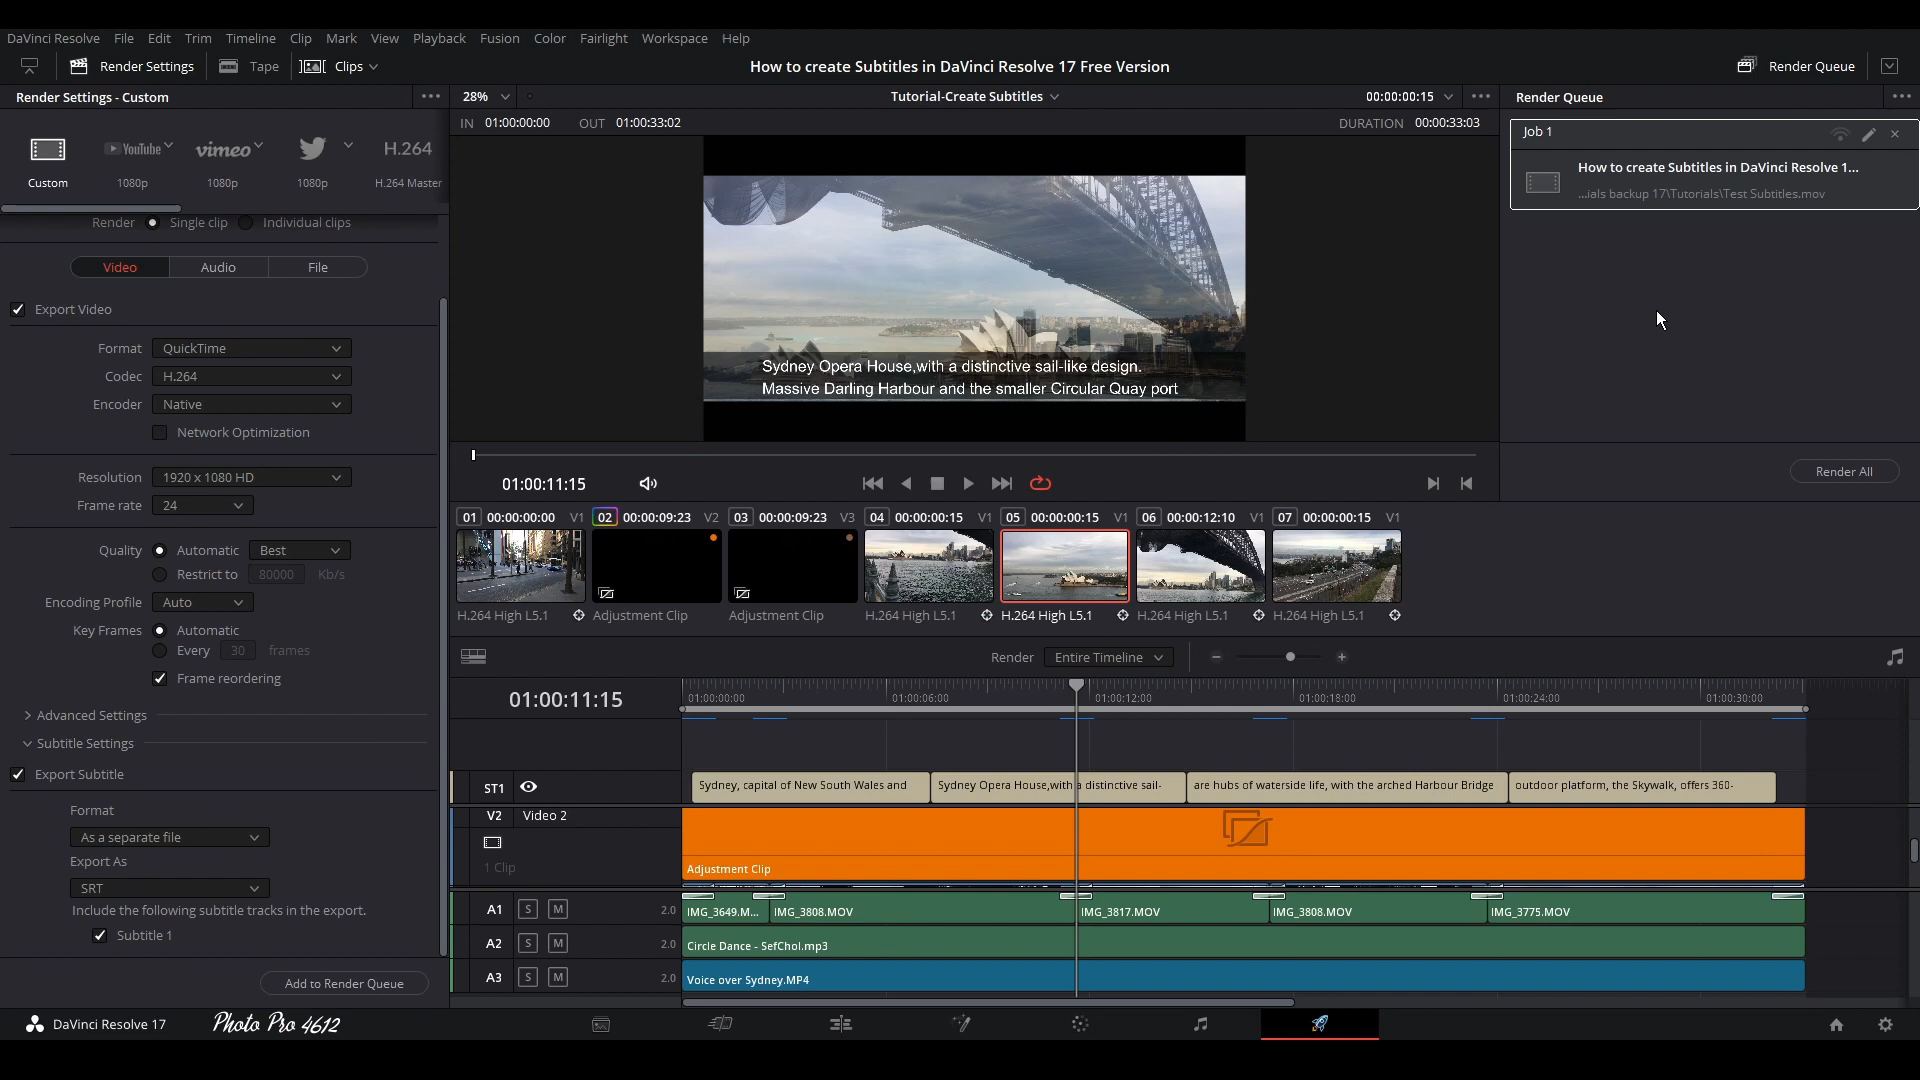 DaVinci Resolve File Edit Trim Timeline Clip Mark View Playback Fusion Color Fairlight Workspace Help
Render Settings Tape Clips How to create Subtitles in DaVinci Resolve 17 Free Version Render Queue
Render Settings - Custom 28% Tutorial-Create Subtitles 00:00:00:15 Render Queue
IN 01:00:00:00 OUT 01:00:33:02 DURATION 00:00:33:03
Job 1
How to create Subtitles in DaVinci Resolve 1...
...ials backup 17\Tutorials\Test Subtitles.mov
YouTube vimeo H.264
Custom 1080p 1080p 1080p H.264 Master
Render Single clip Individual clips
Video Audio File
Export Video
Format QuickTime
Codec H.264
Encoder Native
Network Optimization
Resolution 1920 x 1080 HD
Frame rate 24
Quality Automatic Best
Restrict to 80000 Kb/s
Encoding Profile Auto
Key Frames Automatic
Every 30 frames
Frame reordering
Advanced Settings
Subtitle Settings
Export Subtitle
Format
As a separate file
Export As
SRT
Include the following subtitle tracks in the export.
Subtitle 1
Add to Render Queue
Sydney Opera House,with a distinctive sail-like design.
Massive Darling Harbour and the smaller Circular Quay port
01:00:11:15
Render All
01 00:00:00:00 V1 02 00:00:09:23 V2 03 00:00:09:23 V3 04 00:00:00:15 V1 05 00:00:00:15 V1 06 00:00:12:10 V1 07 00:00:00:15 V1
H.264 High L5.1 Adjustment Clip Adjustment Clip H.264 High L5.1 H.264 High L5.1 H.264 High L5.1 H.264 High L5.1
Render Entire Timeline
01:00:11:15 01:00:00:00 01:00:06:00 01:00:12:00 01:00:18:00 01:00:24:00 01:00:30:00
ST1 Sydney, capital of New South Wales and Sydney Opera House,with a distinctive sail- are hubs of waterside life, with the arched Harbour Bridge outdoor platform, the Skywalk, offers 360-
V2 Video 2
1 Clip Adjustment Clip
A1 S M 2.0 IMG_3649.M... IMG_3808.MOV IMG_3817.MOV IMG_3808.MOV IMG_3775.MOV
A2 S M 2.0 Circle Dance - SefChol.mp3
A3 S M 2.0 Voice over Sydney.MP4
DaVinci Resolve 17 Photo Pro 4612